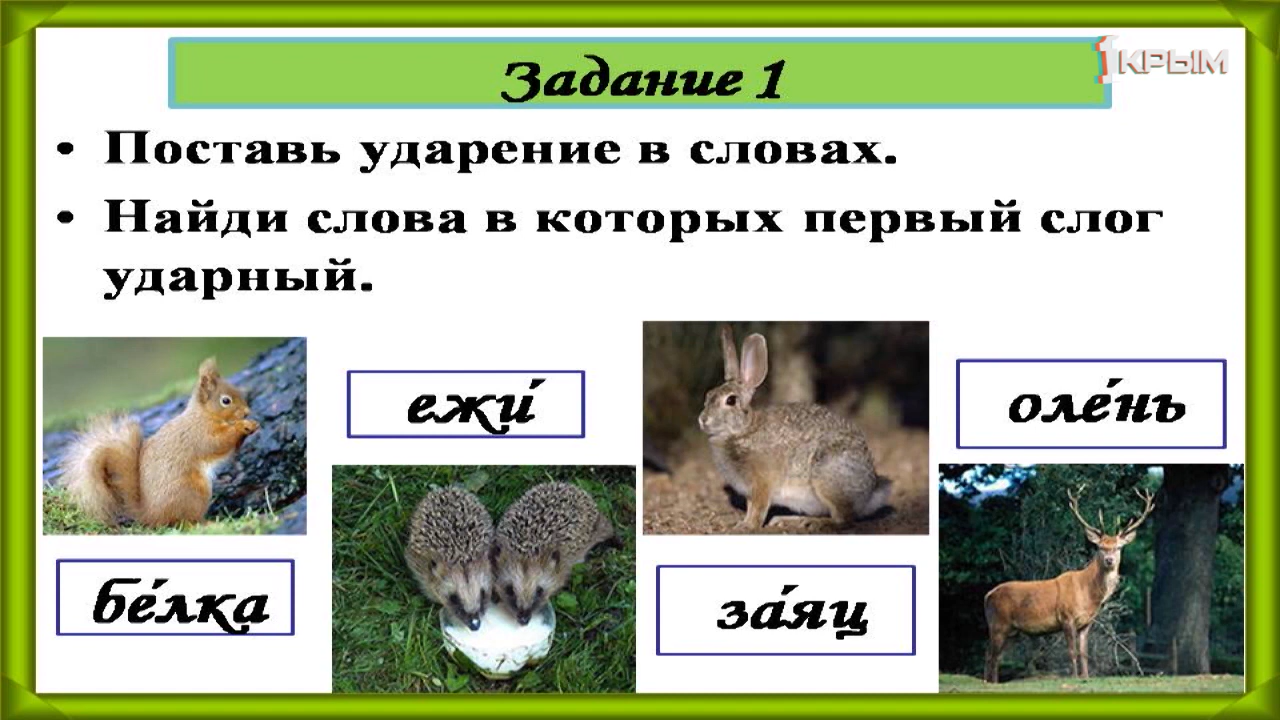 Задание 1
1КРЫМ
• Поставь ударение в словах.
• Найди слова в которых первый слог
ударный.
ежи́
оле́нь
бе́лка
за́яц